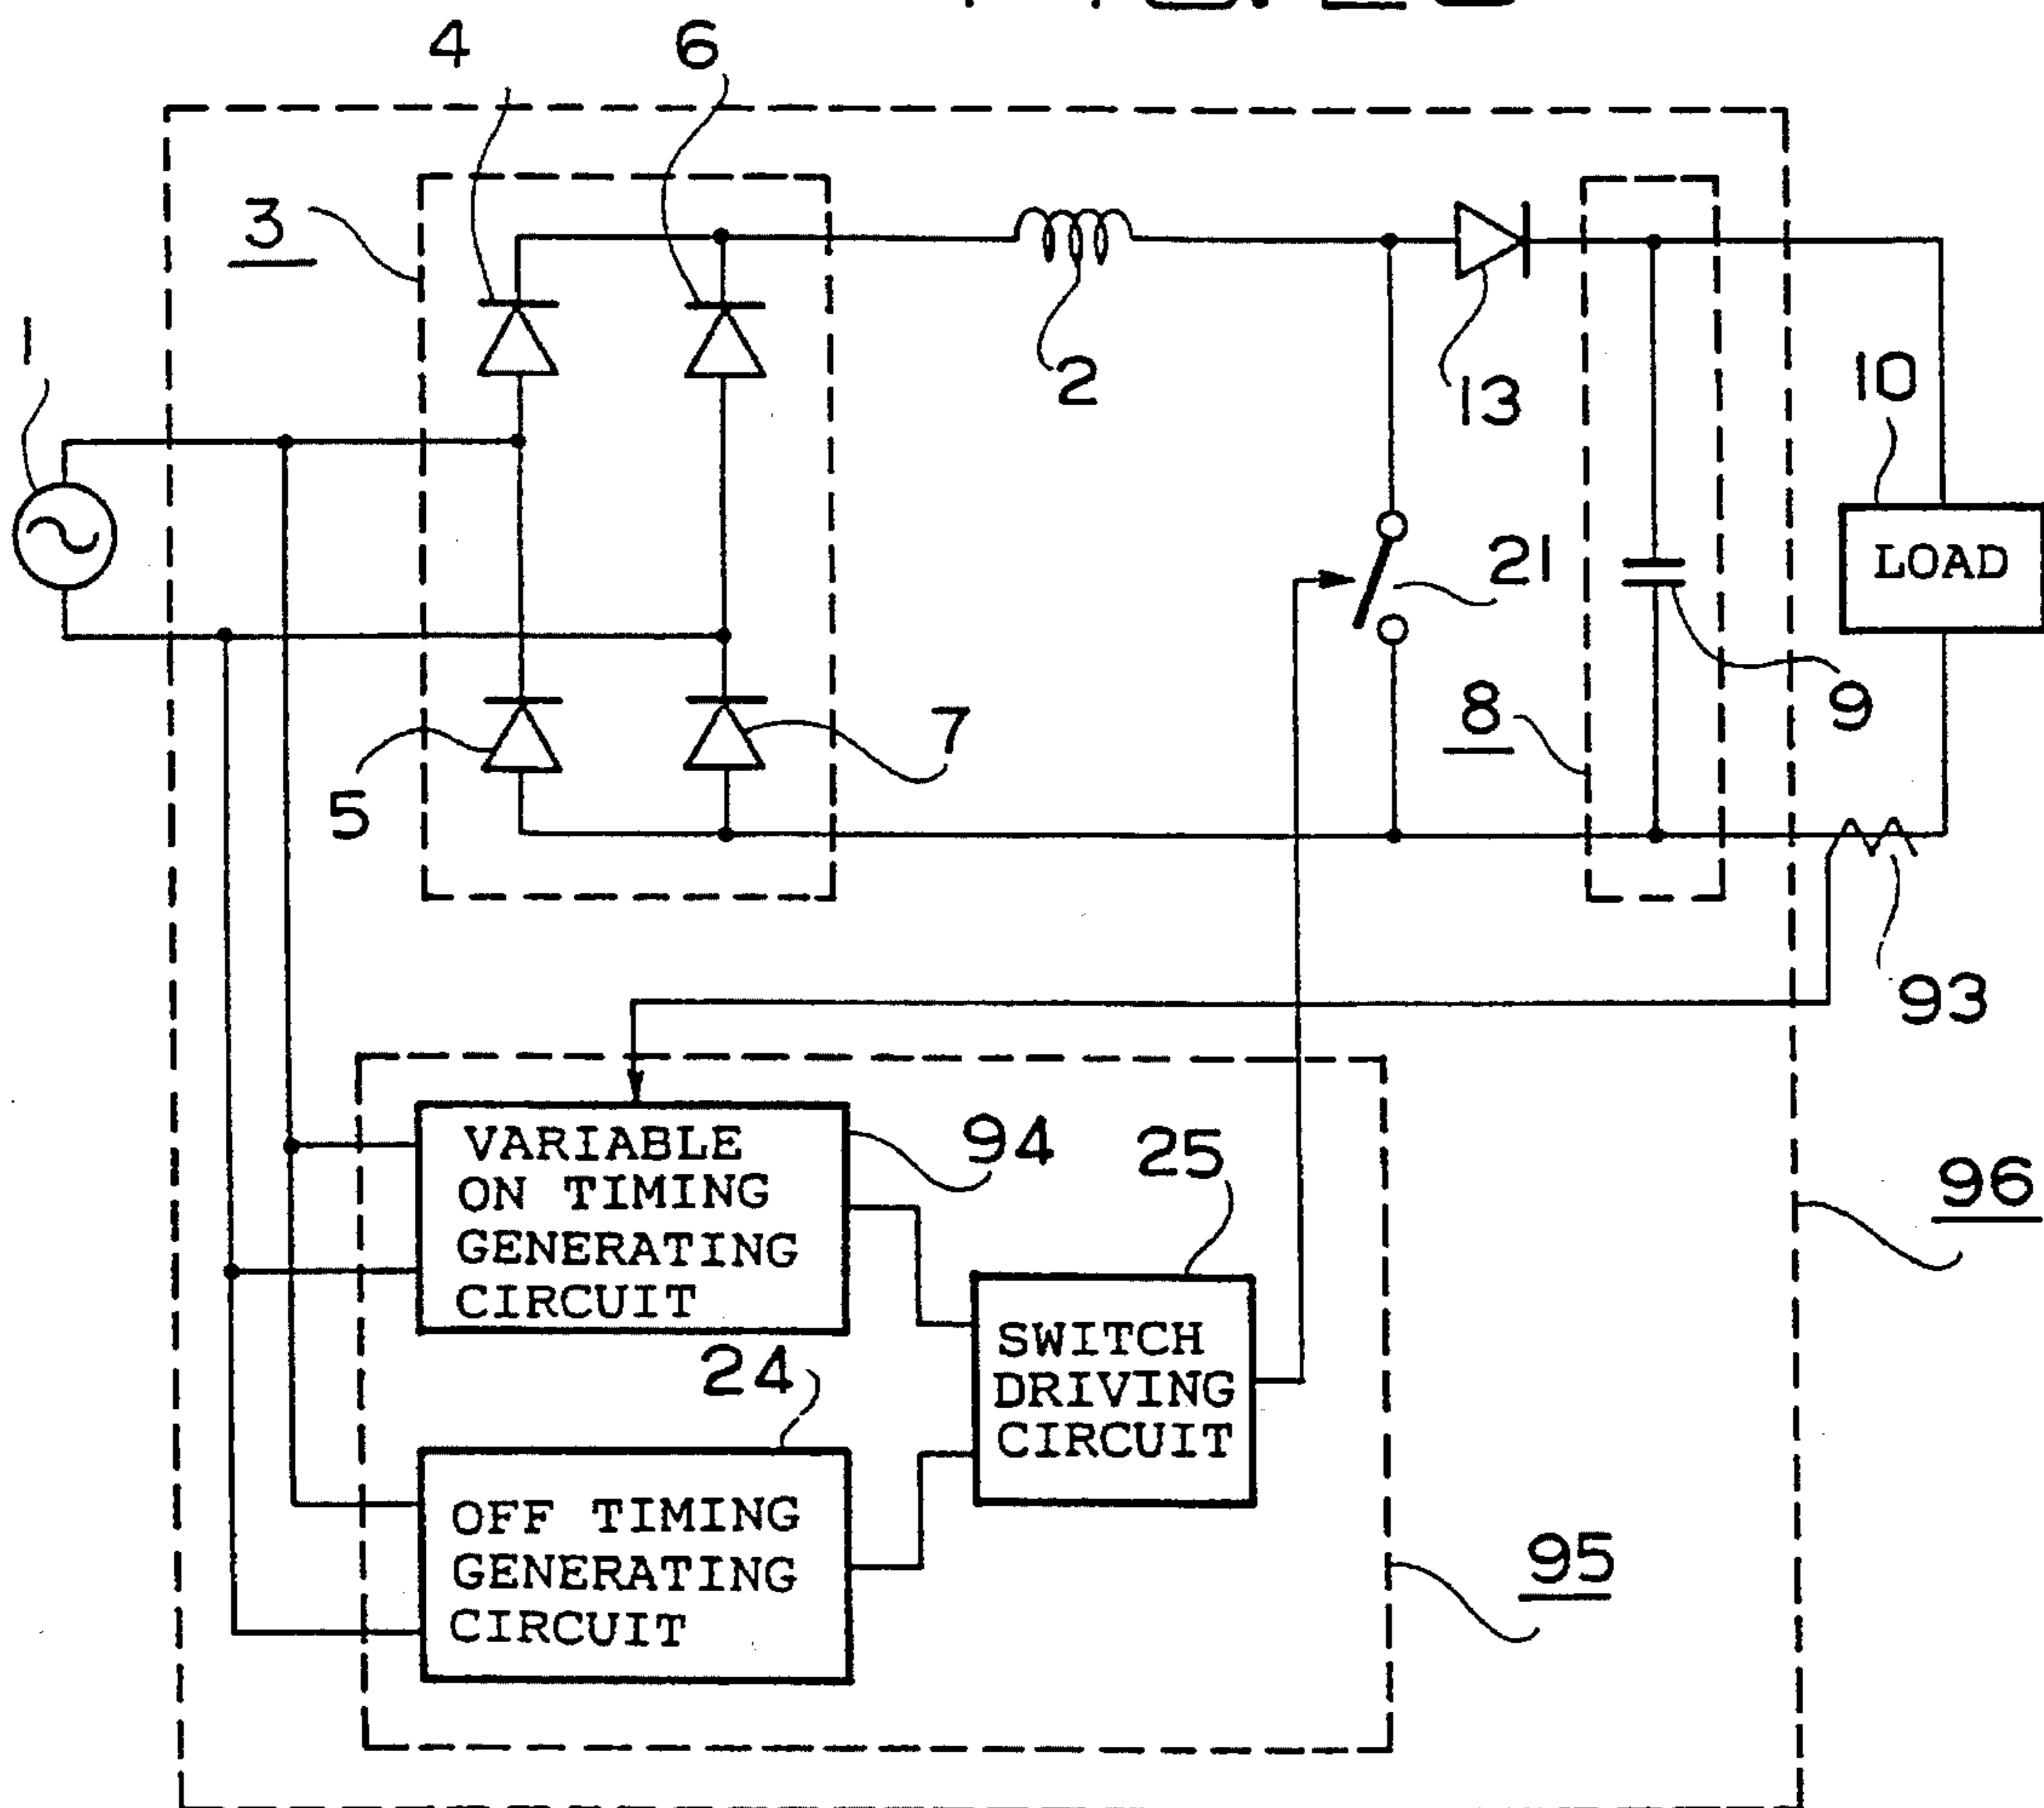 4
6
3
1
2
13
10
LOAD
21
8
9
5
7
93
VARIABLE
ON TIMING
GENERATING
CIRCUIT
94
25
96
SWITCH
DRIVING
CIRCUIT
24
OFF TIMING
GENERATING
CIRCUIT
95